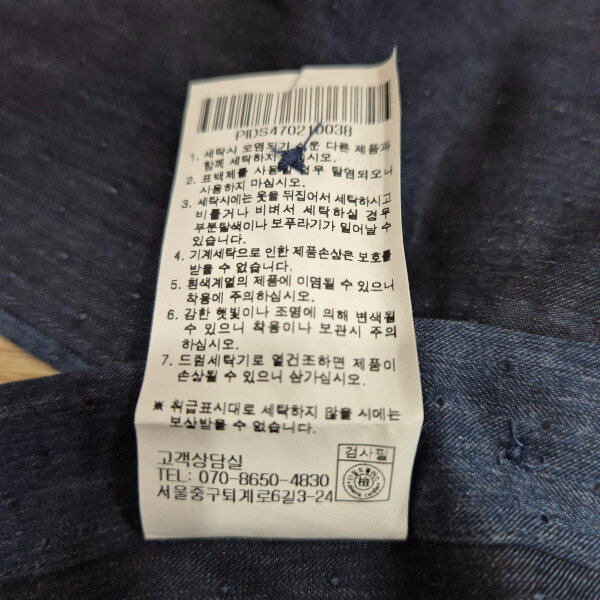 PIDS470210038
1. 세탁시 오염되기 쉬운 다른 제품과
함께 세탁하지 시오.
2. 표백제를 사용할 경우 탈염되오니
사용하지 마십시오.
3. 세탁시에는 옷을 뒤집어서 세탁하시고
비틀거나 비벼서 세탁하실 경우
부분탈색이나 보푸라기가 일어날 수
있습니다.
4. 기계세탁으로 인한 제품손상은 보호를
받을 수 없습니다.
5. 흰색계열의 제품에 이염될 수 있으니
착용에 주의하십시오.
6. 강한 햇빛이나 조명에 의해 변색될
수 있으니 착용이나 보관시 주의
하십시오.
7. 드럼세탁기로 열건조하면 제품이
손상될 수 있으니 삼가십시오.
※ 취급표시대로 세탁하지 않을 시에는
보상받을 수 없습니다.
고객상담실
TEL: 070-8650-4830
서울중구퇴계로6길3-24
검사필
檢